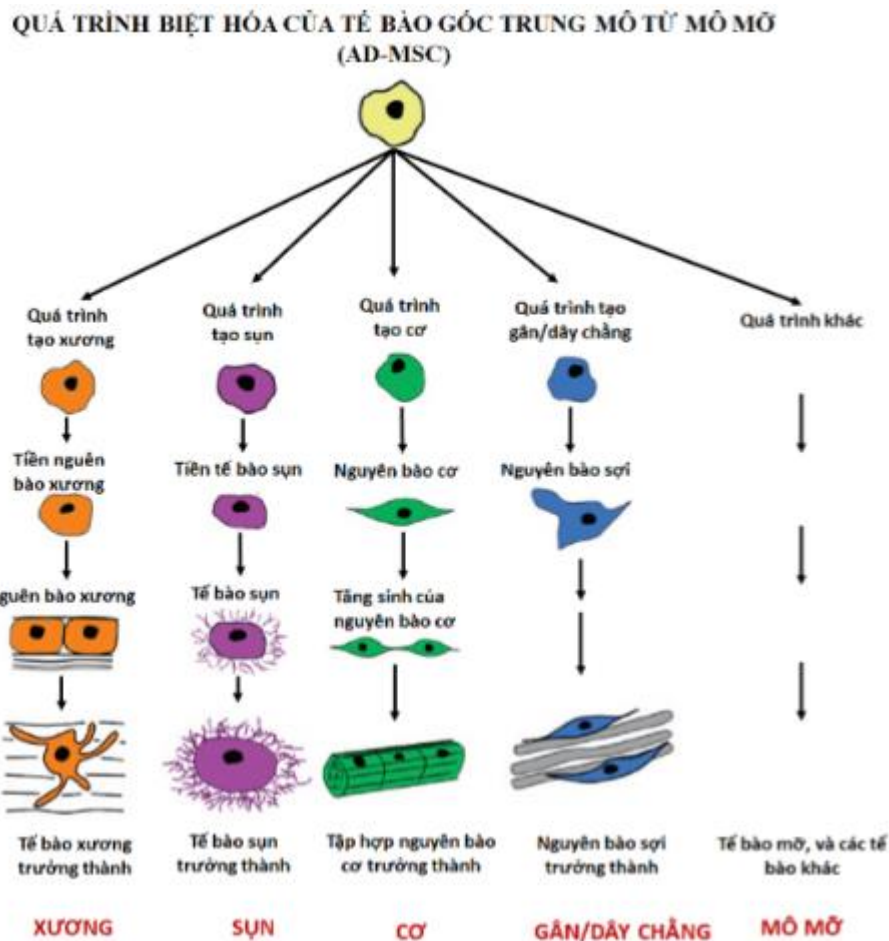 QUÁ TRÌNH BIỆT HÓA CỦA TẾ BÀO GỐC TRUNG MÔ TỪ MÔ MỠ
(AD-MSC)
Quá trình
tạo xương
Tiền nguyên
bào xương
guyên bào xương
Tế bào xương
trưởng thành
XƯƠNG
Quá trình
tạo sụn
Tiền tế bào sụn
Tế bào sụn
Tế bào sụn
trưởng thành
SỤN
Quá trình
tạo cơ
Nguyên bào cơ
Tăng sinh của
nguyên bào cơ
Tập hợp nguyên bào
cơ trưởng thành
CƠ
Quá trình tạo
gân/dây chằng
Nguyên bào sợi
Nguyên bào sợi
trưởng thành
GÂN/DÂY CHẰNG
Quá trình khác
Tế bào mỡ, và các tế
bào khác
MÔ MỠ